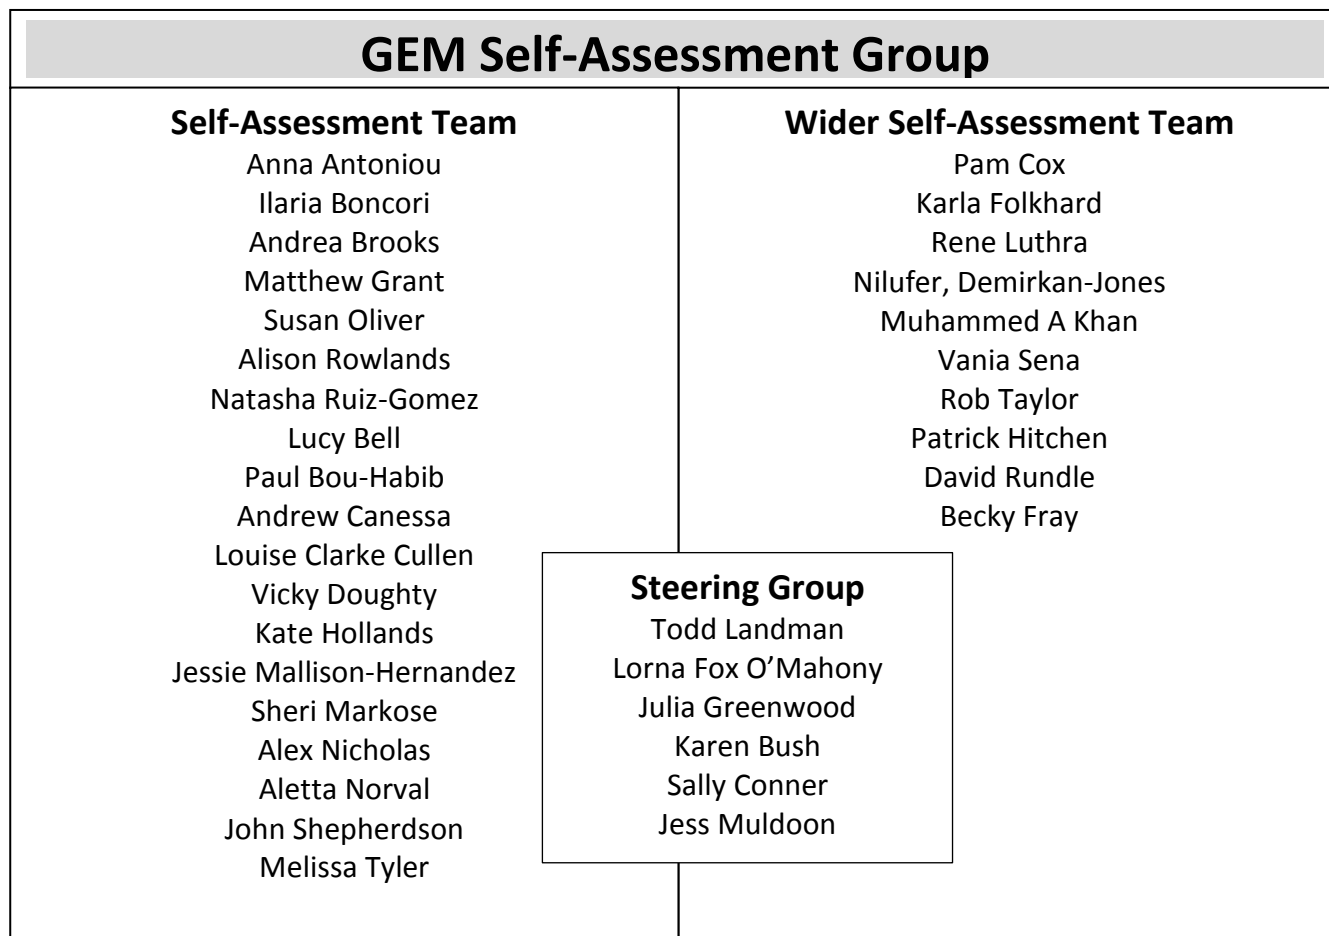 GEM Self-Assessment Group
Self-Assessment Team
Anna Antoniou
Ilaria Boncori
Andrea Brooks
Matthew Grant
Susan Oliver
Alison Rowlands
Natasha Ruiz-Gomez
Lucy Bell
Paul Bou-Habib
Andrew Canessa
Louise Clarke Cullen
Vicky Doughty
Kate Hollands
Jessie Mallison-Hernandez
Sheri Markose
Alex Nicholas
Aletta Norval
John Shepherdson
Melissa Tyler
Wider Self-Assessment Team
Pam Cox
Karla Folkhard
Rene Luthra
Nilufer, Demirkan-Jones
Muhammed A Khan
Vania Sena
Rob Taylor
Patrick Hitchen
David Rundle
Becky Fray
Steering Group
Todd Landman
Lorna Fox O’Mahony
Julia Greenwood
Karen Bush
Sally Conner
Jess Muldoon